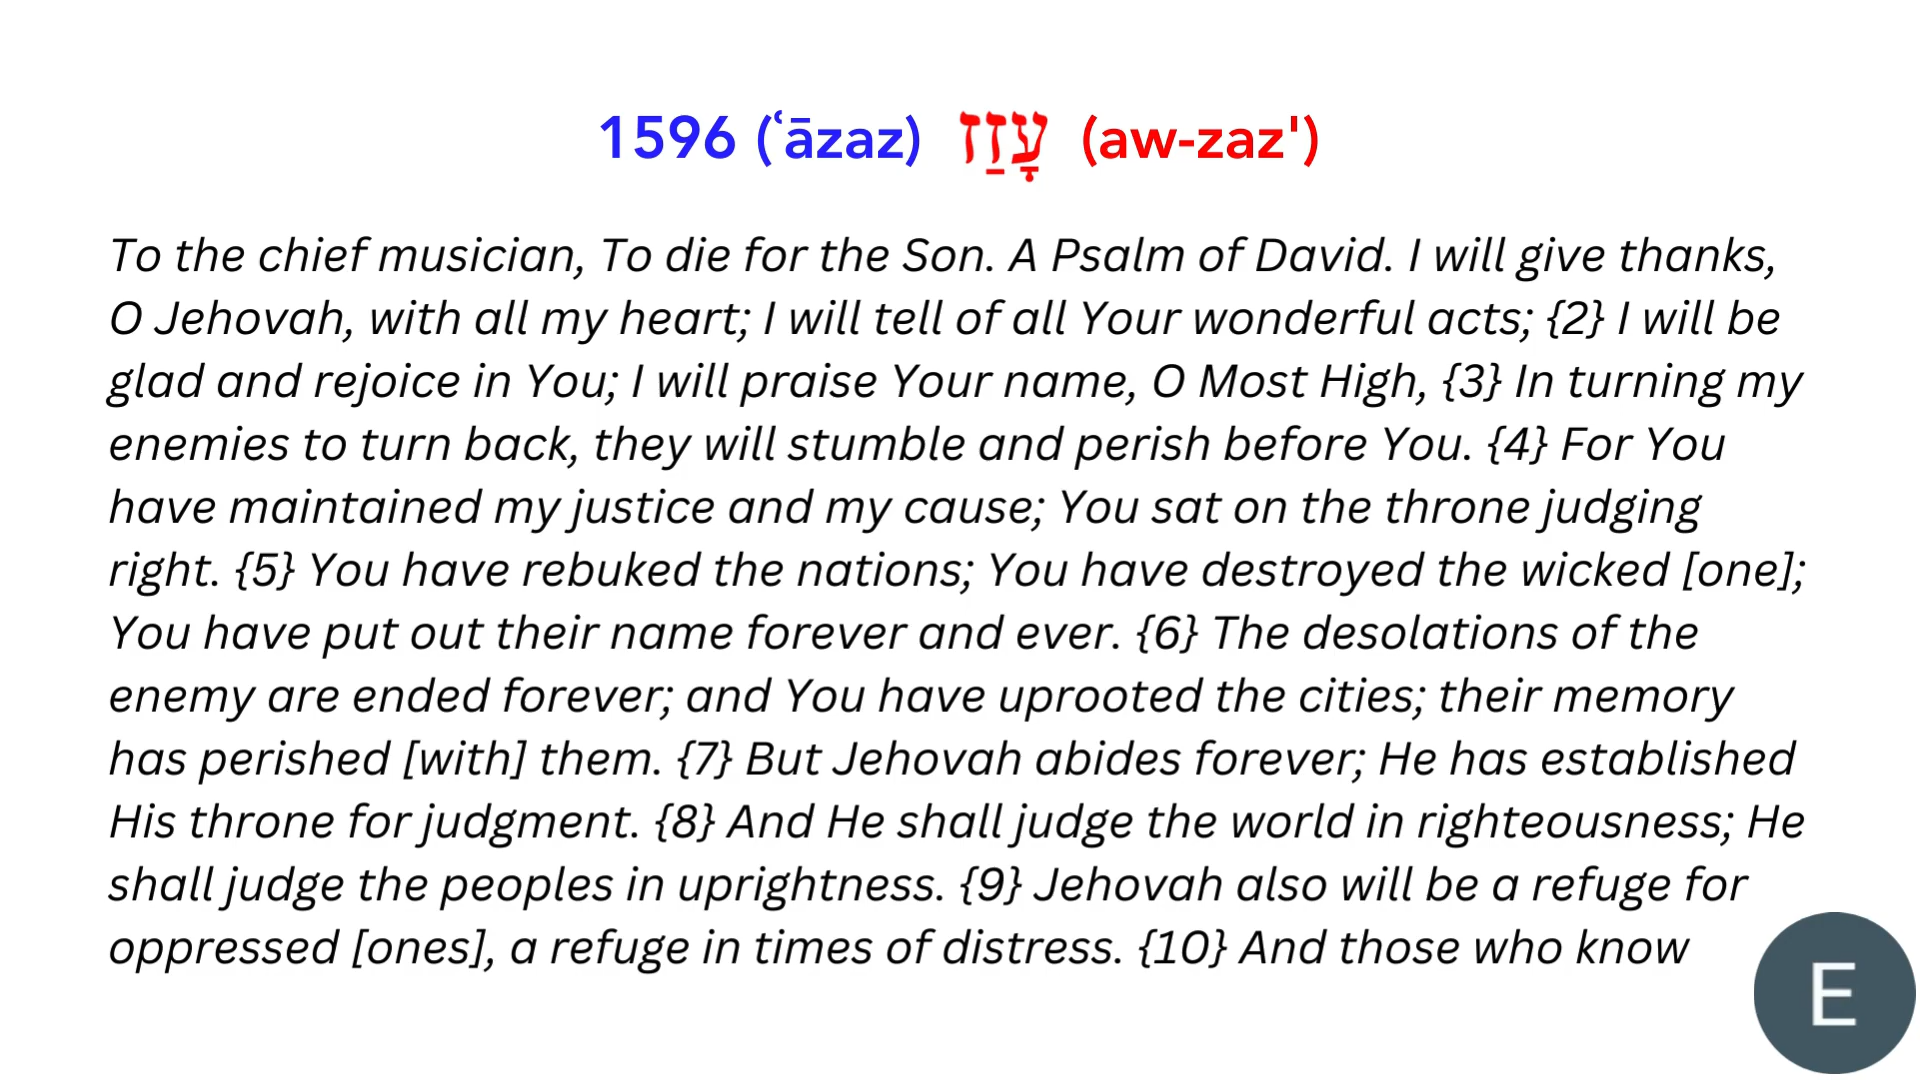 1596 (ʿāzaz) עָזַז (aw-zaz')
To the chief musician, To die for the Son. A Psalm of David. I will give thanks,
O Jehovah, with all my heart; I will tell of all Your wonderful acts; {2} I will be
glad and rejoice in You; I will praise Your name, O Most High, {3} In turning my
enemies to turn back, they will stumble and perish before You. {4} For You
have maintained my justice and my cause; You sat on the throne judging
right. {5} You have rebuked the nations; You have destroyed the wicked [one];
You have put out their name forever and ever. {6} The desolations of the
enemy are ended forever; and You have uprooted the cities; their memory
has perished [with] them. {7} But Jehovah abides forever; He has established
His throne for judgment. {8} And He shall judge the world in righteousness; He
shall judge the peoples in uprightness. {9} Jehovah also will be a refuge for
oppressed [ones], a refuge in times of distress. {10} And those who know
E